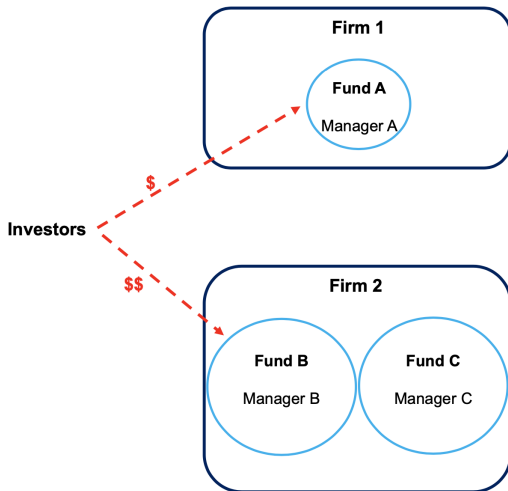 Firm 1
Fund A
Manager A
$
Investors
$$
Firm 2
Fund B
Manager B
Fund C
Manager C